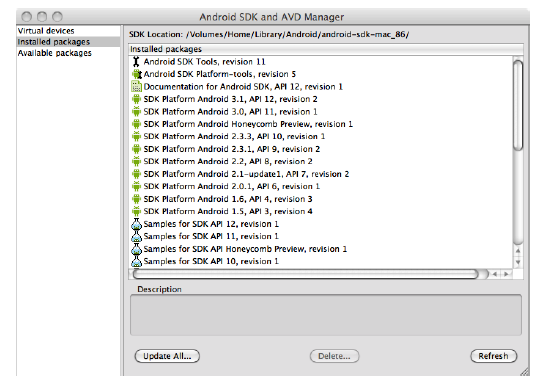 Android SDK and AVD Manager
Virtual devices
Installed packages
Available packages
SDK Location: /Volumes/Home/Library/Android/android-sdk-mac_86/
Installed packages
Android SDK Tools, revision 11
Android SDK Platform-tools, revision 5
Documentation for Android SDK, API 12, revision 1
SDK Platform Android 3.1, API 12, revision 2
SDK Platform Android 3.0, API 11, revision 1
SDK Platform Android Honeycomb Preview, revision 1
SDK Platform Android 2.3.3, API 10, revision 1
SDK Platform Android 2.3.1, API 9, revision 2
SDK Platform Android 2.2, API 8, revision 2
SDK Platform Android 2.1-update1, API 7, revision 2
SDK Platform Android 2.0.1, API 6, revision 1
SDK Platform Android 1.6, API 4, revision 3
SDK Platform Android 1.5, API 3, revision 4
Samples for SDK API 12, revision 1
Samples for SDK API 11, revision 1
Samples for SDK API Honeycomb Preview, revision 1
Samples for SDK API 10, revision 1
Description
Update All...
Delete...
Refresh